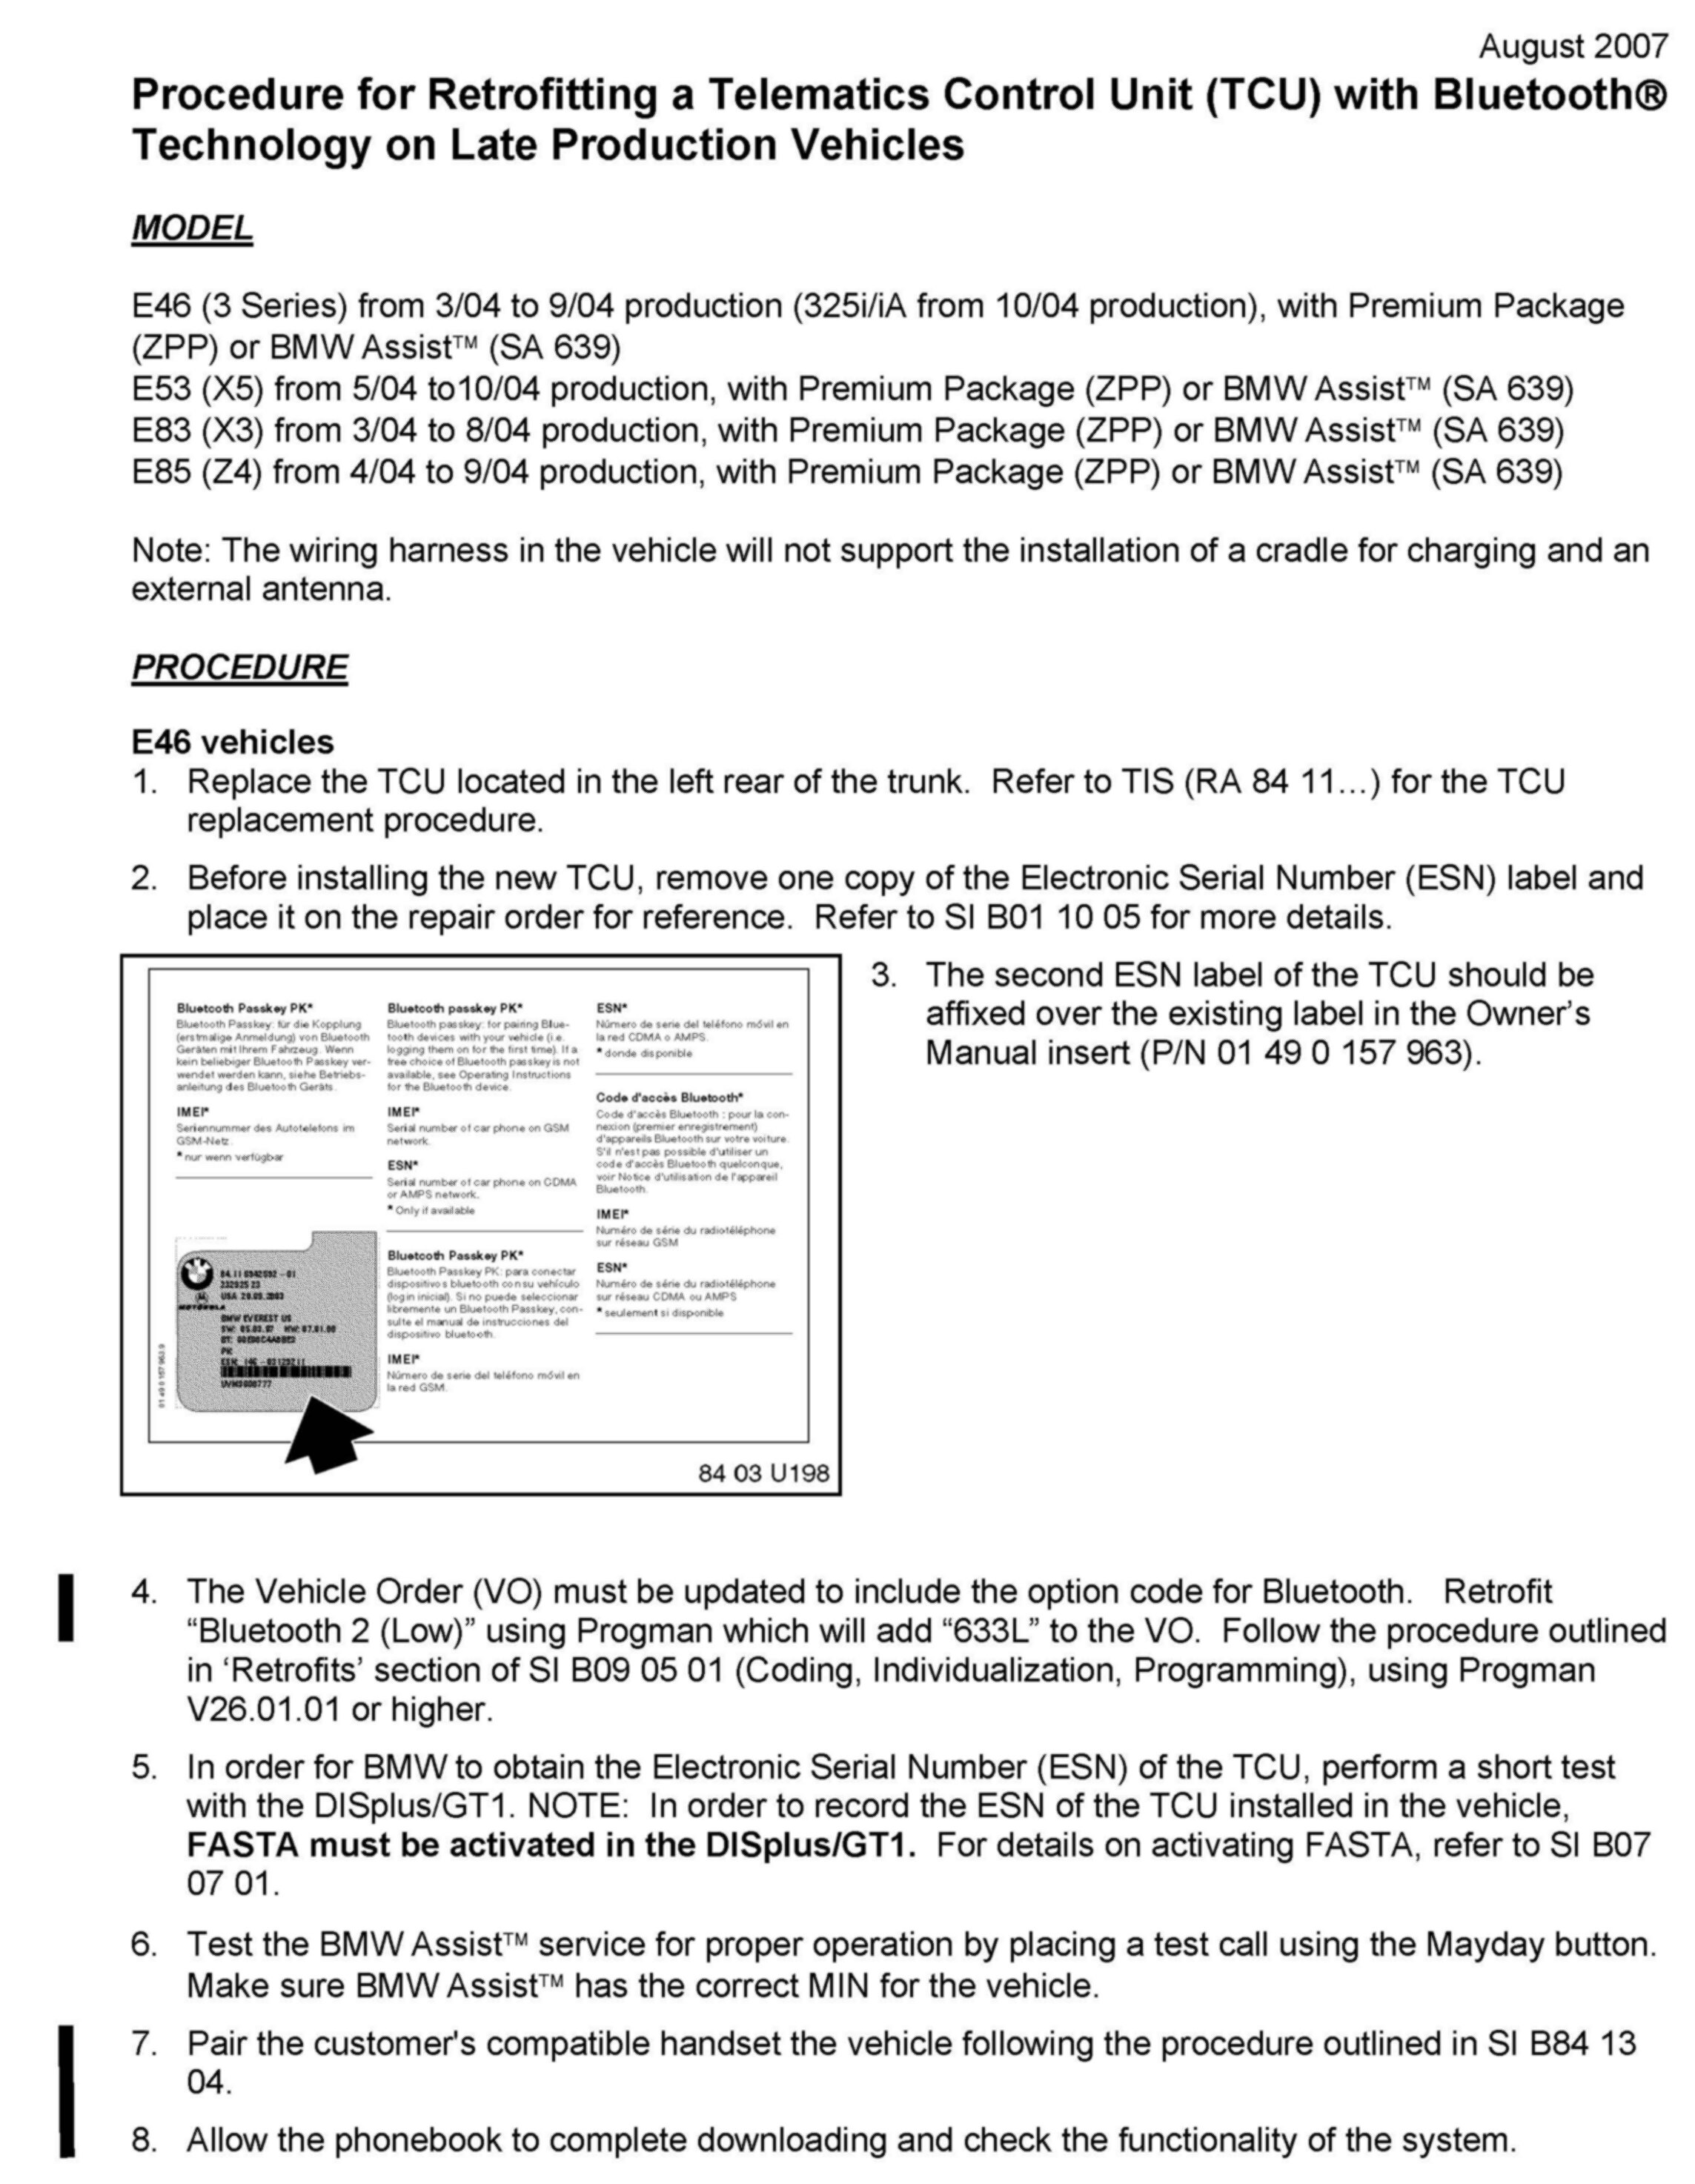 August 2007
Procedure for Retrofitting a Telematics Control Unit (TCU) with Bluetooth®
Technology on Late Production Vehicles
MODEL
E46 (3 Series) from 3/04 to 9/04 production (325i/iA from 10/04 production), with Premium Package
(ZPP) or BMW Assist™ (SA 639)
E53 (X5) from 5/04 to10/04 production, with Premium Package (ZPP) or BMW Assist™ (SA 639)
E83 (X3) from 3/04 to 8/04 production, with Premium Package (ZPP) or BMW Assist™ (SA 639)
E85 (Z4) from 4/04 to 9/04 production, with Premium Package (ZPP) or BMW Assist™ (SA 639)
Note: The wiring harness in the vehicle will not support the installation of a cradle for charging and an
external antenna.
PROCEDURE
E46 vehicles
1. Replace the TCU located in the left rear of the trunk. Refer to TIS (RA 84 11…) for the TCU
replacement procedure.
2. Before installing the new TCU, remove one copy of the Electronic Serial Number (ESN) label and
place it on the repair order for reference. Refer to SI B01 10 05 for more details.
Bluetooth Passkey PK*
Bluetooth Passkey: für die Kopplung
(erstmalige Anmeldung) von Bluetooth
Geräten mit Ihrem Fahrzeug. Wenn
kein beliebiger Bluetooth Passkey ver-
wendet werden kann, siehe Betriebs-
anleitung des Bluetooth Geräts.
IMEI*
Seriennummer des Autotelefons im
GSM-Netz.
* nur wenn verfügbar
84.11 6942692 -01
USA
MOTOROLA
BMW EVEREST US
PK:
01 49 0 157 963 9
Bluetooth passkey PK*
Bluetooth passkey: for pairing Blue-
tooth devices with your vehicle (i.e.
logging them on for the first time). If a
free choice of Bluetooth passkey is not
available, see Operating Instructions
for the Bluetooth device.
IMEI*
Serial number of car phone on GSM
network.
ESN*
Serial number of car phone on CDMA
or AMPS network.
* Only if available
Bluetooth Passkey PK*
Bluetooth Passkey PK: para conectar
dispositivos bluetooth con su vehículo
(login inicial). Si no puede seleccionar
libremente un Bluetooth Passkey, con-
sulte el manual de instrucciones del
dispositivo bluetooth.
IMEI*
Número de serie del teléfono móvil en
la red GSM.
ESN*
Número de serie del teléfono móvil en
la red CDMA o AMPS.
* donde disponible
Code d'accès Bluetooth*
Code d'accès Bluetooth : pour la con-
nexion (premier enregistrement)
d'appareils Bluetooth sur votre voiture.
S'il n'est pas possible d'utiliser un
code d'accès Bluetooth quelconque,
voir Notice d'utilisation de l'appareil
Bluetooth.
IMEI*
Numéro de série du radiotéléphone
sur réseau GSM
ESN*
Numéro de série du radiotéléphone
sur réseau CDMA ou AMPS
* seulement si disponible
84 03 U198
3. The second ESN label of the TCU should be
affixed over the existing label in the Owner's
Manual insert (P/N 01 49 0 157 963).
4. The Vehicle Order (VO) must be updated to include the option code for Bluetooth. Retrofit
“Bluetooth 2 (Low)” using Progman which will add “633L” to the VO. Follow the procedure outlined
in ‘Retrofits’ section of SI B09 05 01 (Coding, Individualization, Programming), using Progman
V26.01.01 or higher.
5. In order for BMW to obtain the Electronic Serial Number (ESN) of the TCU, perform a short test
with the DISplus/GT1. NOTE: In order to record the ESN of the TCU installed in the vehicle,
FASTA must be activated in the DISplus/GT1. For details on activating FASTA, refer to SI B07
07 01.
6. Test the BMW Assist™ service for proper operation by placing a test call using the Mayday button.
Make sure BMW Assist™ has the correct MIN for the vehicle.
7. Pair the customer's compatible handset the vehicle following the procedure outlined in SI B84 13
04.
8. Allow the phonebook to complete downloading and check the functionality of the system.